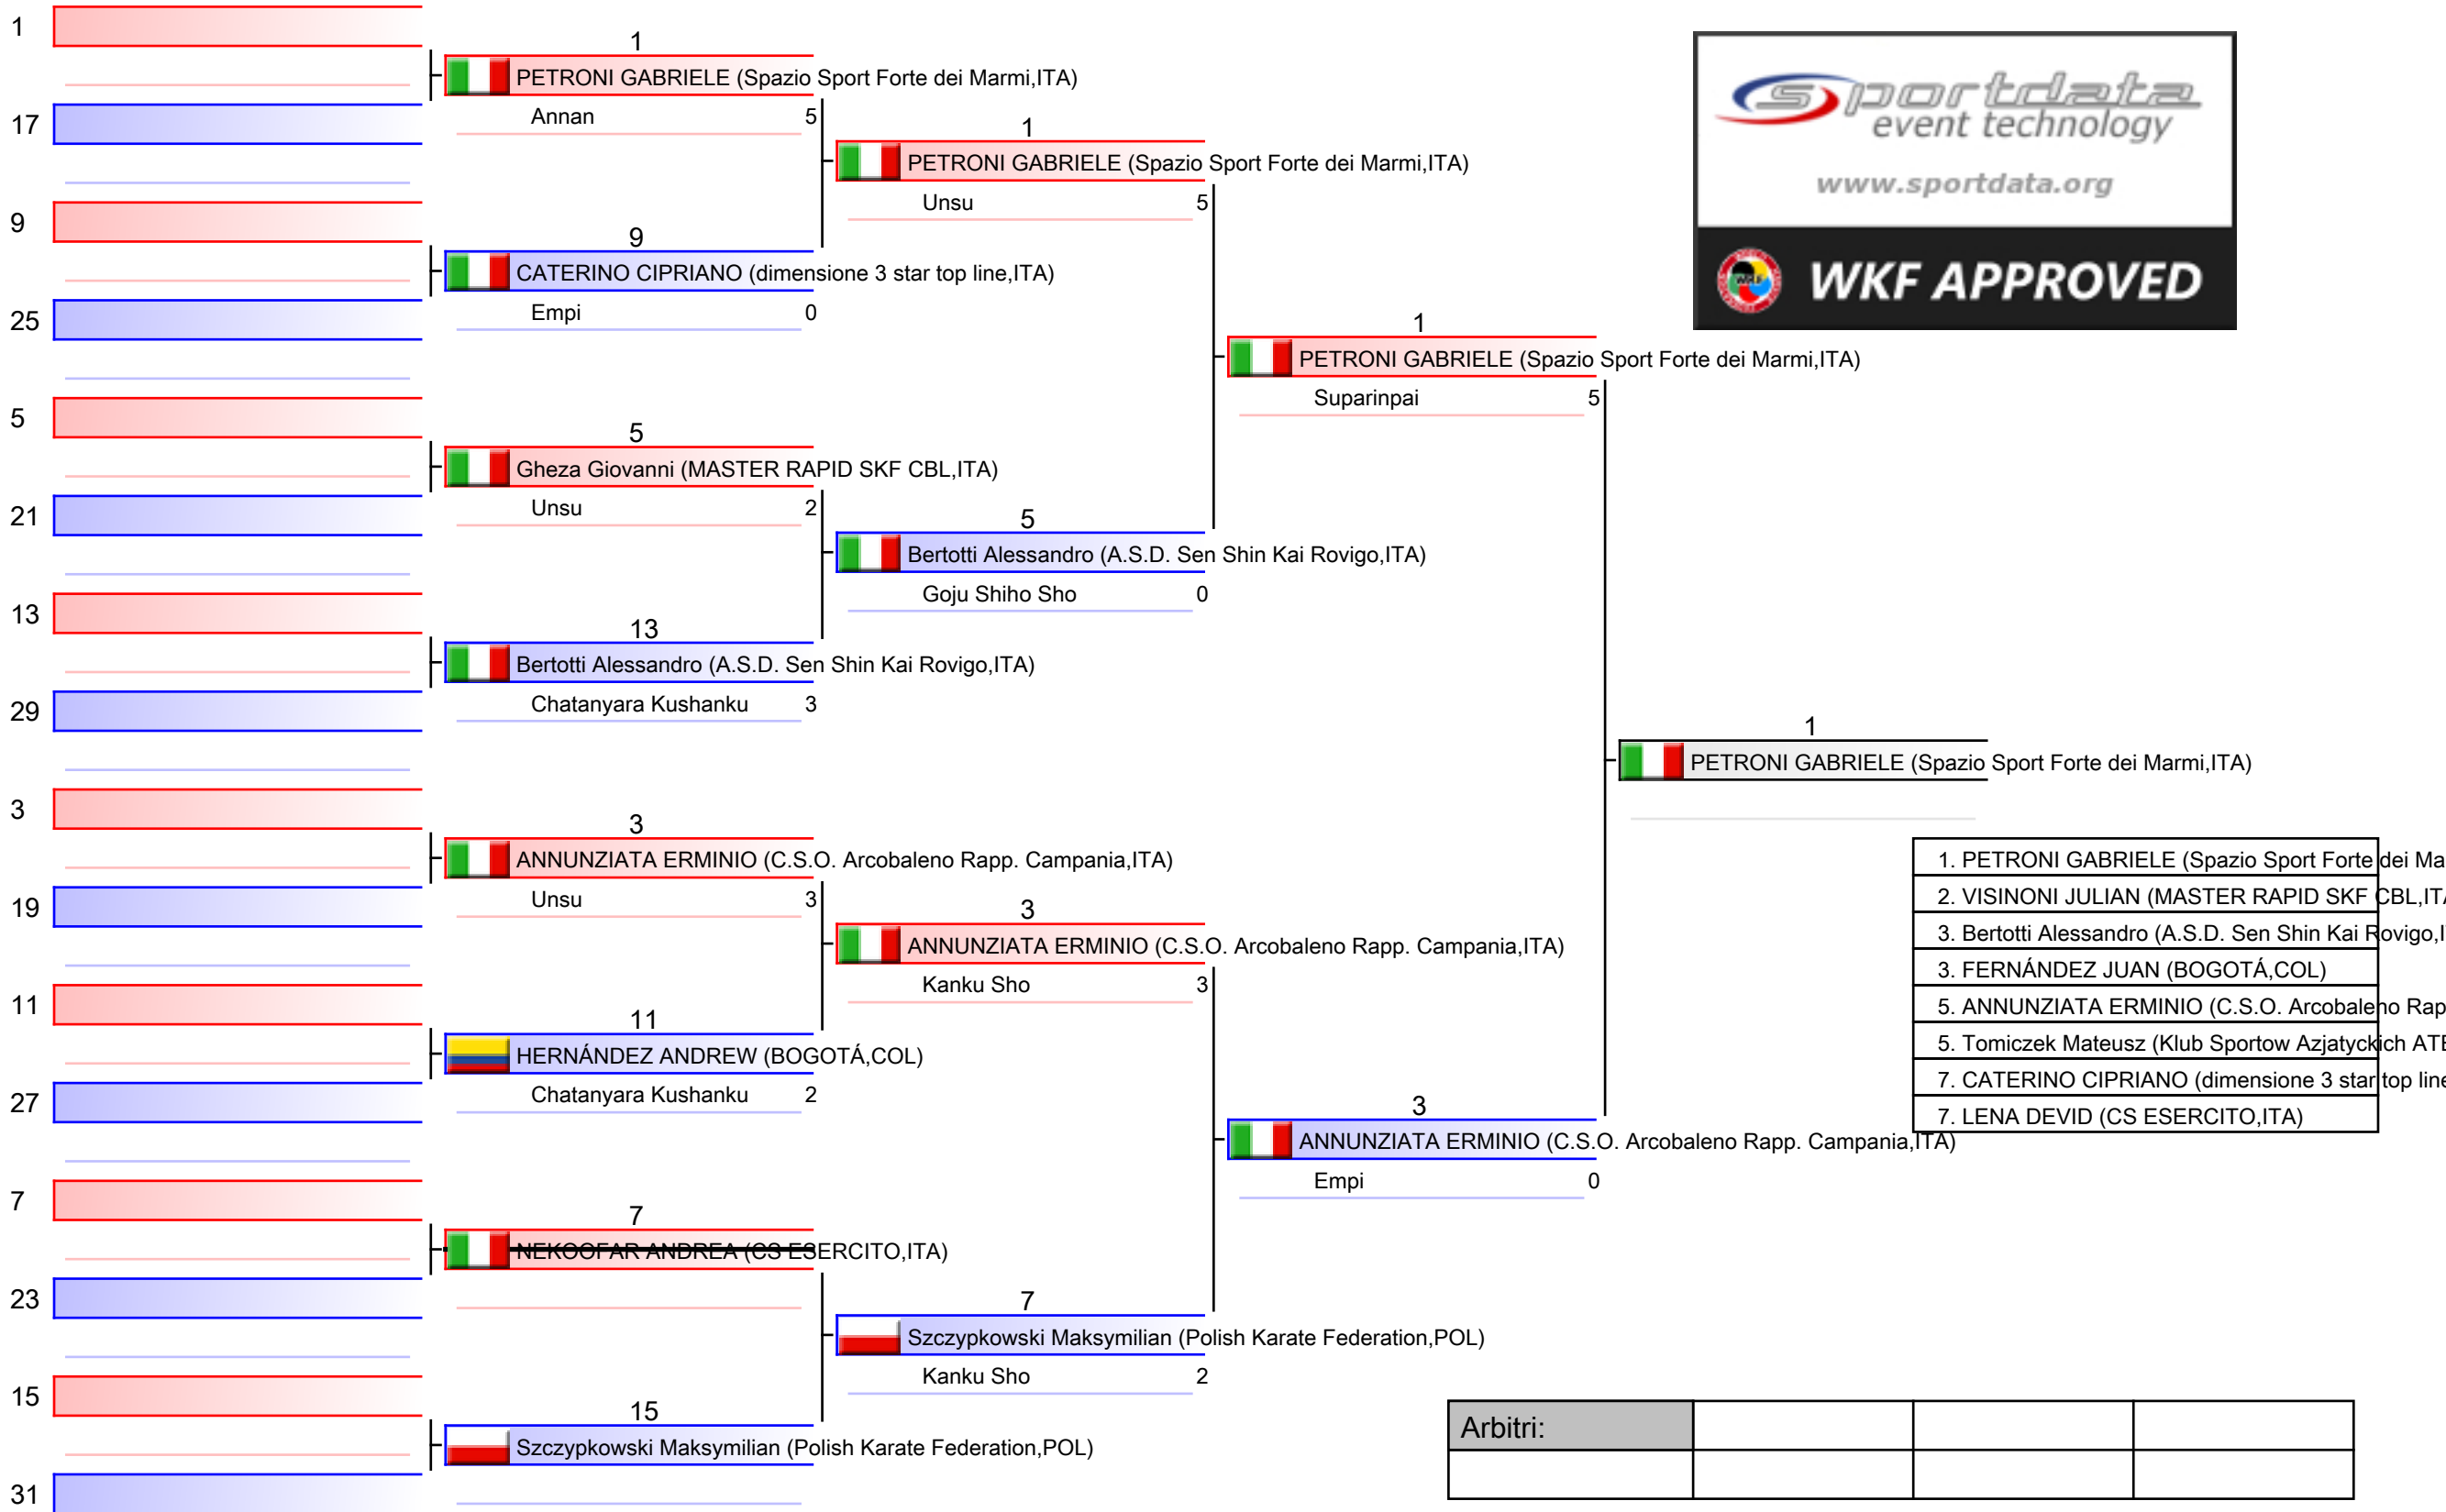 1
17
9
25
5
21
13
29
3
19
11
27
7
23
15
31
1
PETRONI GABRIELE (Spazio Sport Forte dei Marmi,ITA)
Annan 5
9
CATERINO CIPRIANO (dimensione 3 star top line,ITA)
Empi 0
5
Gheza Giovanni (MASTER RAPID SKF CBL,ITA)
Unsu 2
13
Bertotti Alessandro (A.S.D. Sen Shin Kai Rovigo,ITA)
Chatanyara Kushanku 3
3
ANNUNZIATA ERMINIO (C.S.O. Arcobaleno Rapp. Campania,ITA)
Unsu 3
11
HERNÁNDEZ ANDREW (BOGOTÁ,COL)
Chatanyara Kushanku 2
7
NEKOOFAR ANDREA (CS ESERCITO,ITA)
15
Szczypkowski Maksymilian (Polish Karate Federation,POL)
1
PETRONI GABRIELE (Spazio Sport Forte dei Marmi,ITA)
Unsu 5
5
Bertotti Alessandro (A.S.D. Sen Shin Kai Rovigo,ITA)
Goju Shiho Sho 0
3
ANNUNZIATA ERMINIO (C.S.O. Arcobaleno Rapp. Campania,ITA)
Kanku Sho 3
7
Szczypkowski Maksymilian (Polish Karate Federation,POL)
Kanku Sho 2
1
PETRONI GABRIELE (Spazio Sport Forte dei Marmi,ITA)
Suparinpai 5
3
ANNUNZIATA ERMINIO (C.S.O. Arcobaleno Rapp. Campania,ITA)
Empi 0
1
PETRONI GABRIELE (Spazio Sport Forte dei Marmi,ITA)
sportdata
event technology
www.sportdata.org
WKF
WKF APPROVED
1. PETRONI GABRIELE (Spazio Sport Forte dei Ma
2. VISINONI JULIAN (MASTER RAPID SKF CBL,IT
3. Bertotti Alessandro (A.S.D. Sen Shin Kai Rovigo,I
3. FERNÁNDEZ JUAN (BOGOTÁ,COL)
5. ANNUNZIATA ERMINIO (C.S.O. Arcobaleno Rap
5. Tomiczek Mateusz (Klub Sportow Azjatyckich ATE
7. CATERINO CIPRIANO (dimensione 3 star top line
7. LENA DEVID (CS ESERCITO,ITA)
Arbitri: